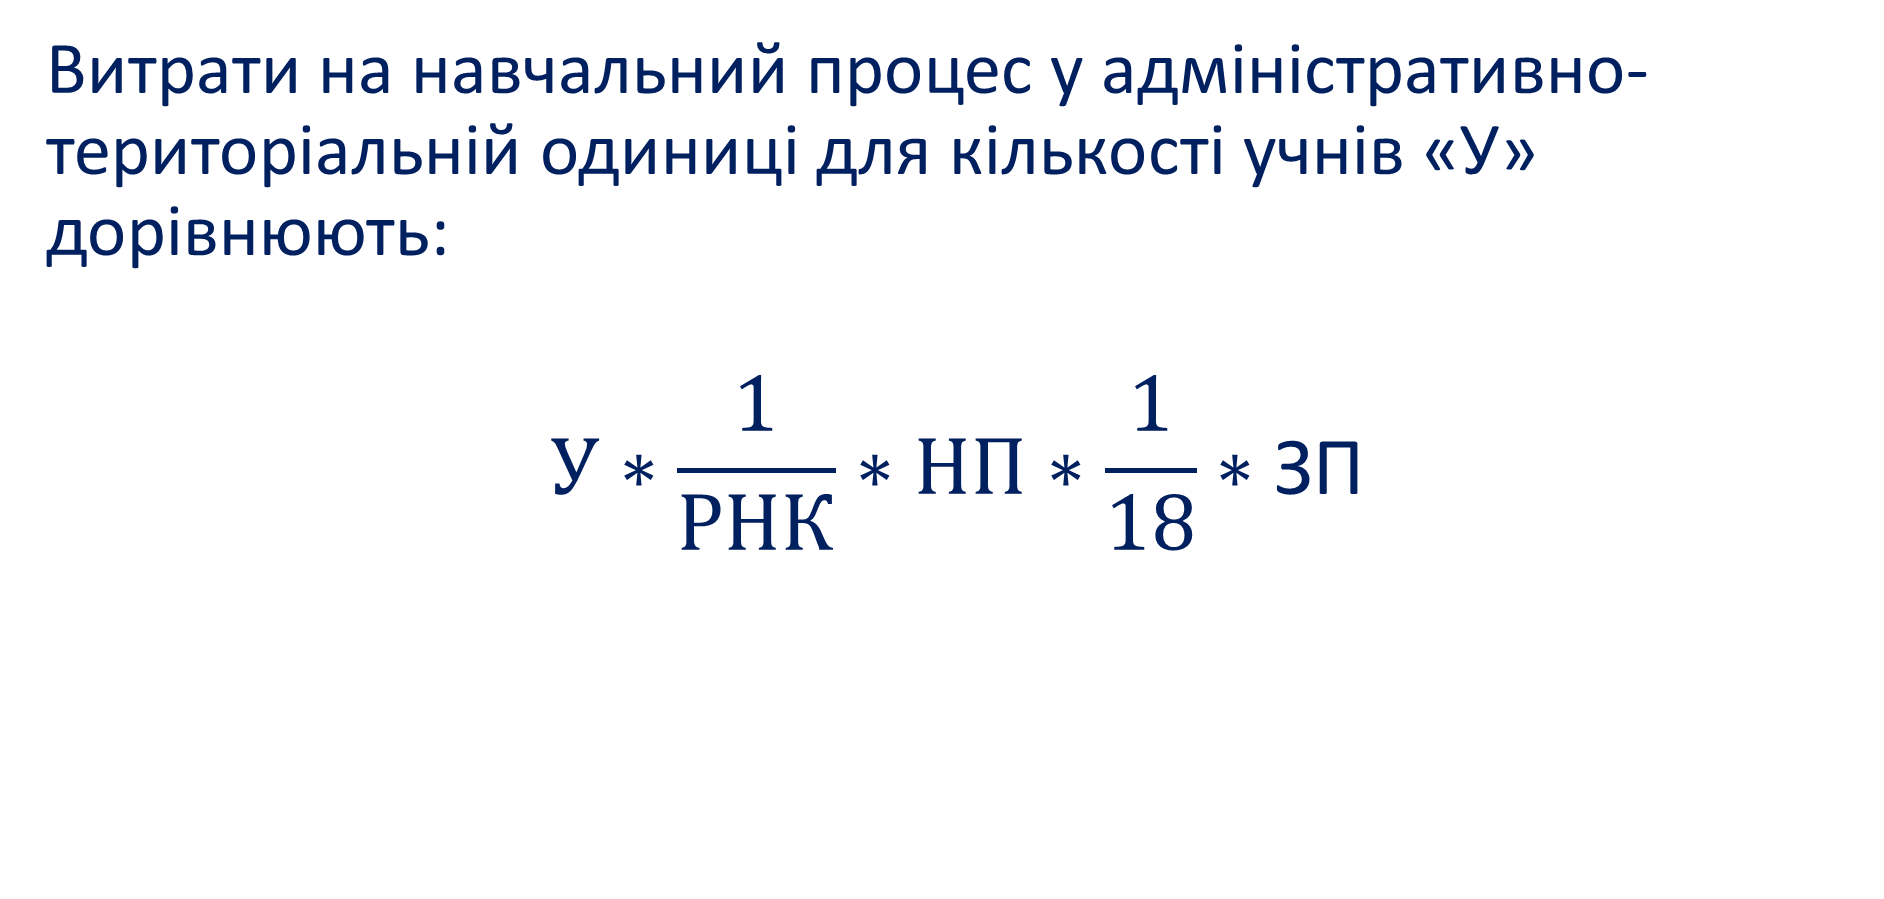 Витрати на навчальний процес у адміністративно-
територіальній одиниці для кількості учнів «У»
дорівнюють:
У ∗ 1/РНК ∗ НП ∗ 1/18 ∗ ЗП